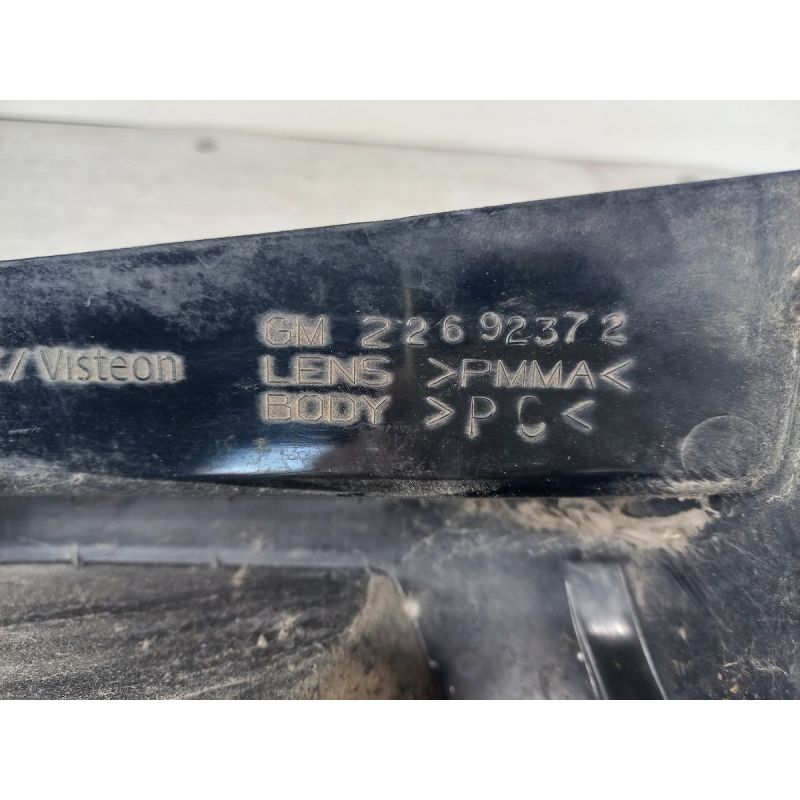 GM 22692372
/Visteon
LENS >PMMA<
BODY >PC<